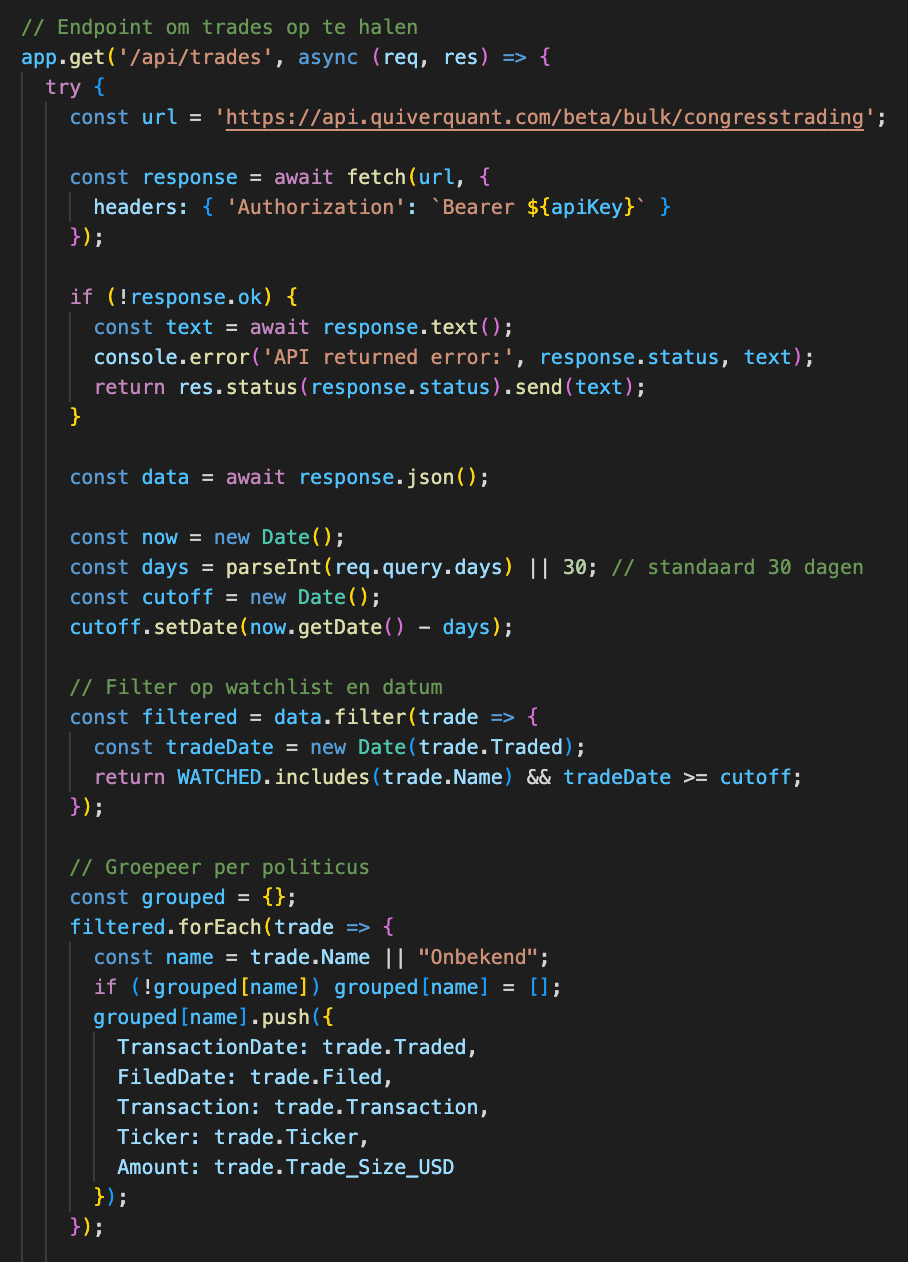 // Endpoint om trades op te halen
app.get('/api/trades', async (req, res) => {
  try {
    const url = 'https://api.quiverquant.com/beta/bulk/congresstrading';

    const response = await fetch(url, {
      headers: { 'Authorization': `Bearer ${apiKey}` }
    });

    if (!response.ok) {
      const text = await response.text();
      console.error('API returned error:', response.status, text);
      return res.status(response.status).send(text);
    }

    const data = await response.json();

    const now = new Date();
    const days = parseInt(req.query.days) || 30; // standaard 30 dagen
    const cutoff = new Date();
    cutoff.setDate(now.getDate() - days);

    // Filter op watchlist en datum
    const filtered = data.filter(trade => {
      const tradeDate = new Date(trade.Traded);
      return WATCHED.includes(trade.Name) && tradeDate >= cutoff;
    });

    // Groepeer per politicus
    const grouped = {};
    filtered.forEach(trade => {
      const name = trade.Name || "Onbekend";
      if (!grouped[name]) grouped[name] = [];
      grouped[name].push({
        TransactionDate: trade.Traded,
        FiledDate: trade.Filed,
        Transaction: trade.Transaction,
        Ticker: trade.Ticker,
        Amount: trade.Trade_Size_USD
      });
    });